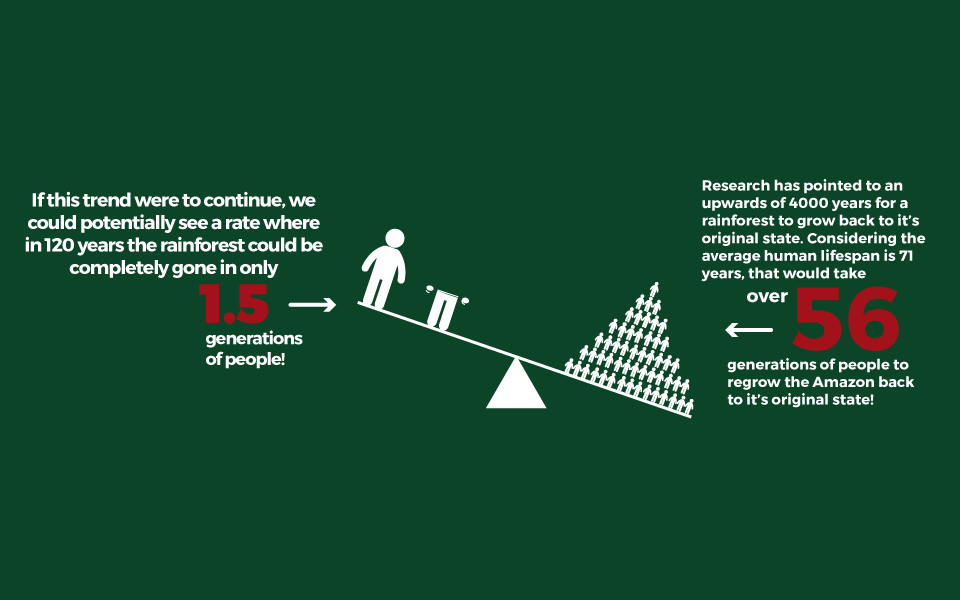 If this trend were to continue, we
could potentially see a rate where
in 120 years the rainforest could be
completely gone in only
1.5
generations
of people!
Research has pointed to an
upwards of 4000 years for a
rainforest to grow back to it's
original state. Considering the
average human lifespan is 71
years, that would take
over 56
generations of people to
regrow the Amazon back
to it's original state!